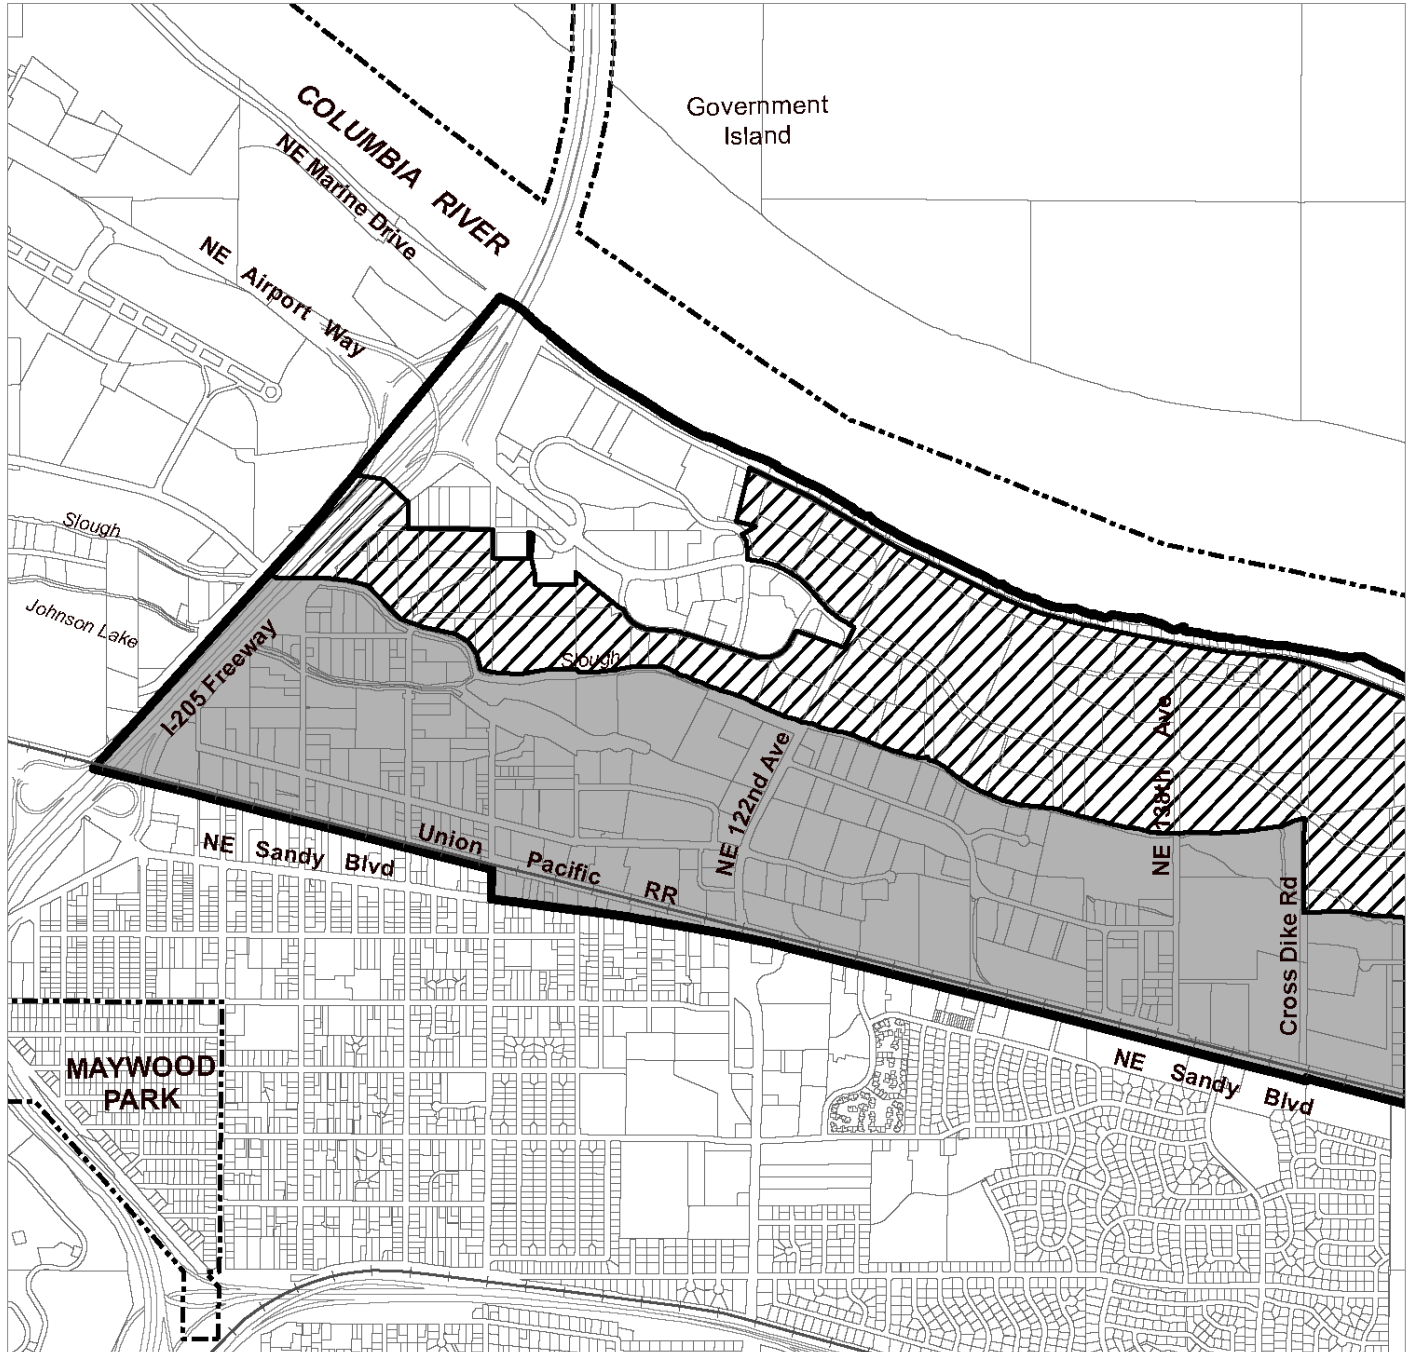 Government
Island
COLUMBIA RIVER
NE Marine Drive
NE Airport Way
Slough
Johnson Lake
I-205 Freeway
Slough
NE 138th Ave
NE 122nd Ave
NE Sandy Blvd
Union Pacific RR
Cross Dike Rd
MAYWOOD
PARK
NE Sandy Blvd